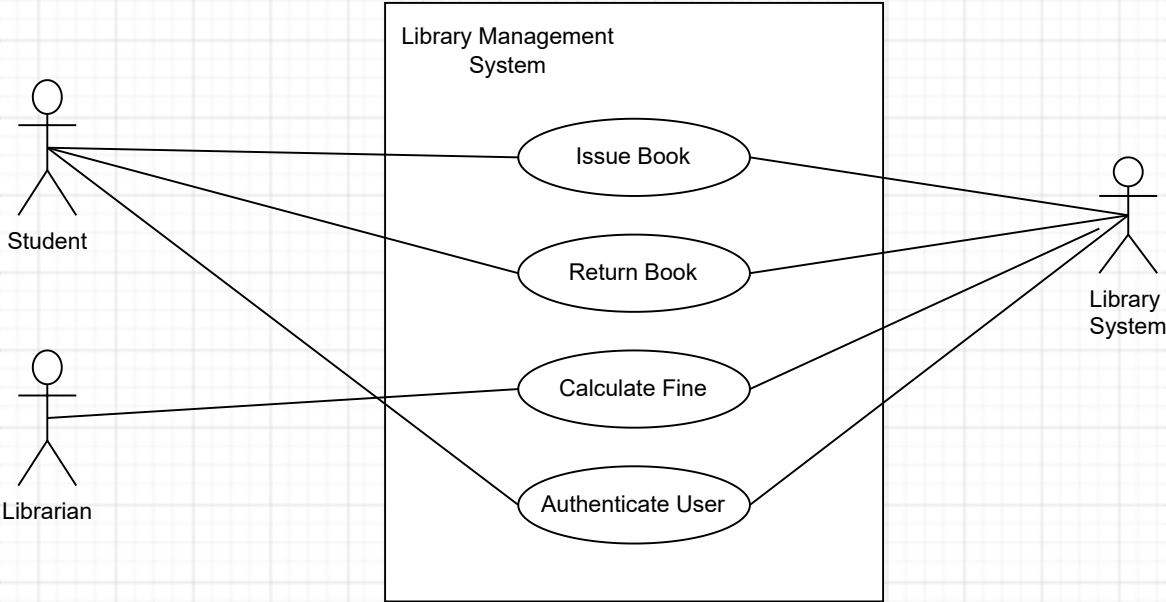 Library Management
System
Issue Book
Student
Return Book
Library
System
Calculate Fine
Librarian
Authenticate User